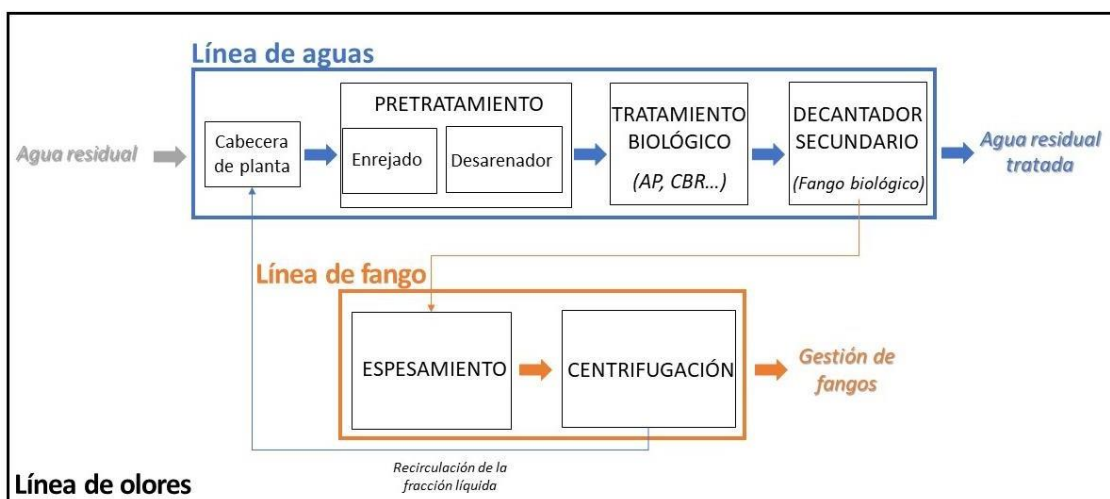 Línea de aguas
Agua residual
Cabecera
de planta
PRETRATAMIENTO
Enrejado
Desarenador
TRATAMIENTO
BIOLÓGICO
(AP, CBR...)
DECANTADOR
SECUNDARIO
(Fango biológico)
Agua residual
tratada
Línea de fango
ESPESAMIENTO
CENTRIFUGACIÓN
Gestión de
fangos
Recirculación de la
fracción líquida
Línea de olores